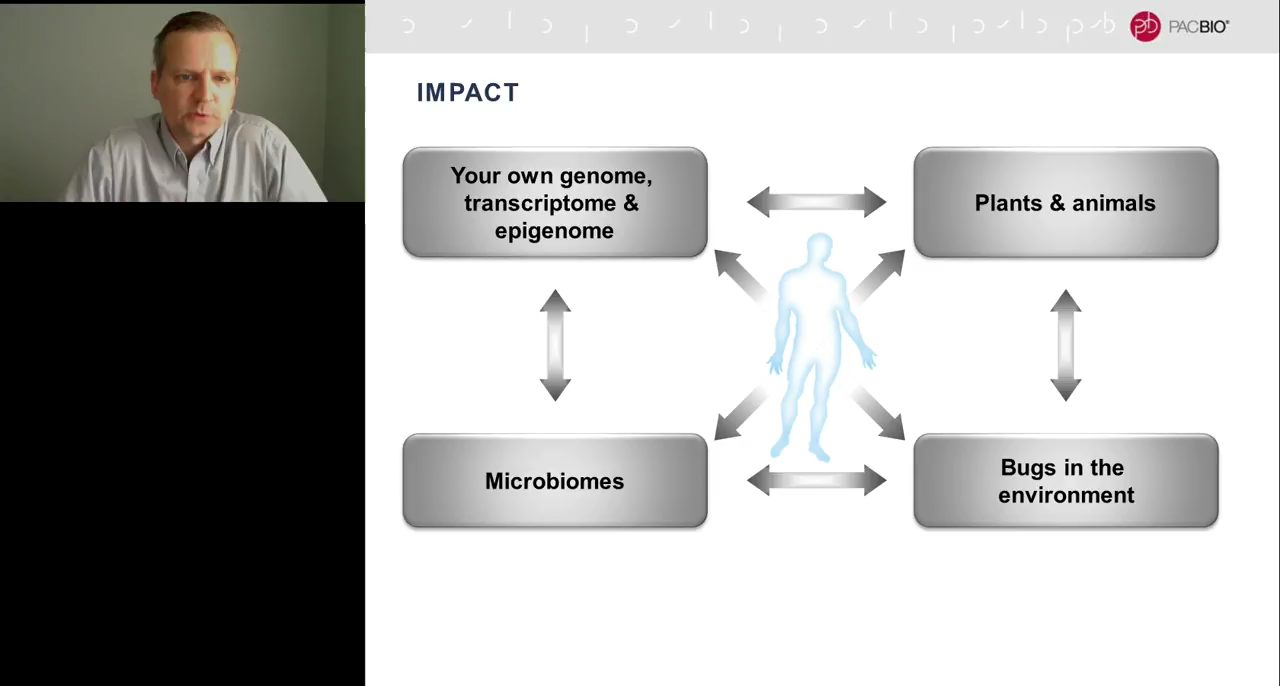 PACBIO®
IMPACT
Your own genome,
transcriptome &
epigenome
Plants & animals
Microbiomes
Bugs in the
environment